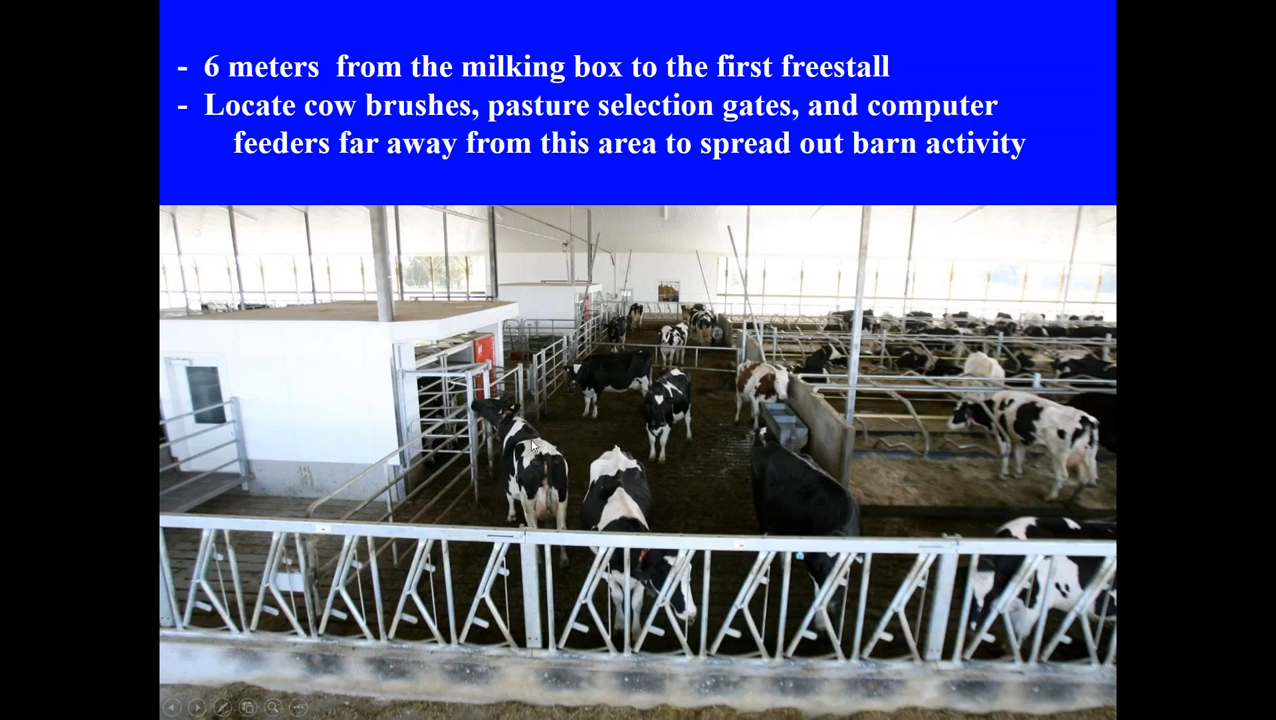 - 6 meters from the milking box to the first freestall
- Locate cow brushes, pasture selection gates, and computer
feeders far away from this area to spread out barn activity